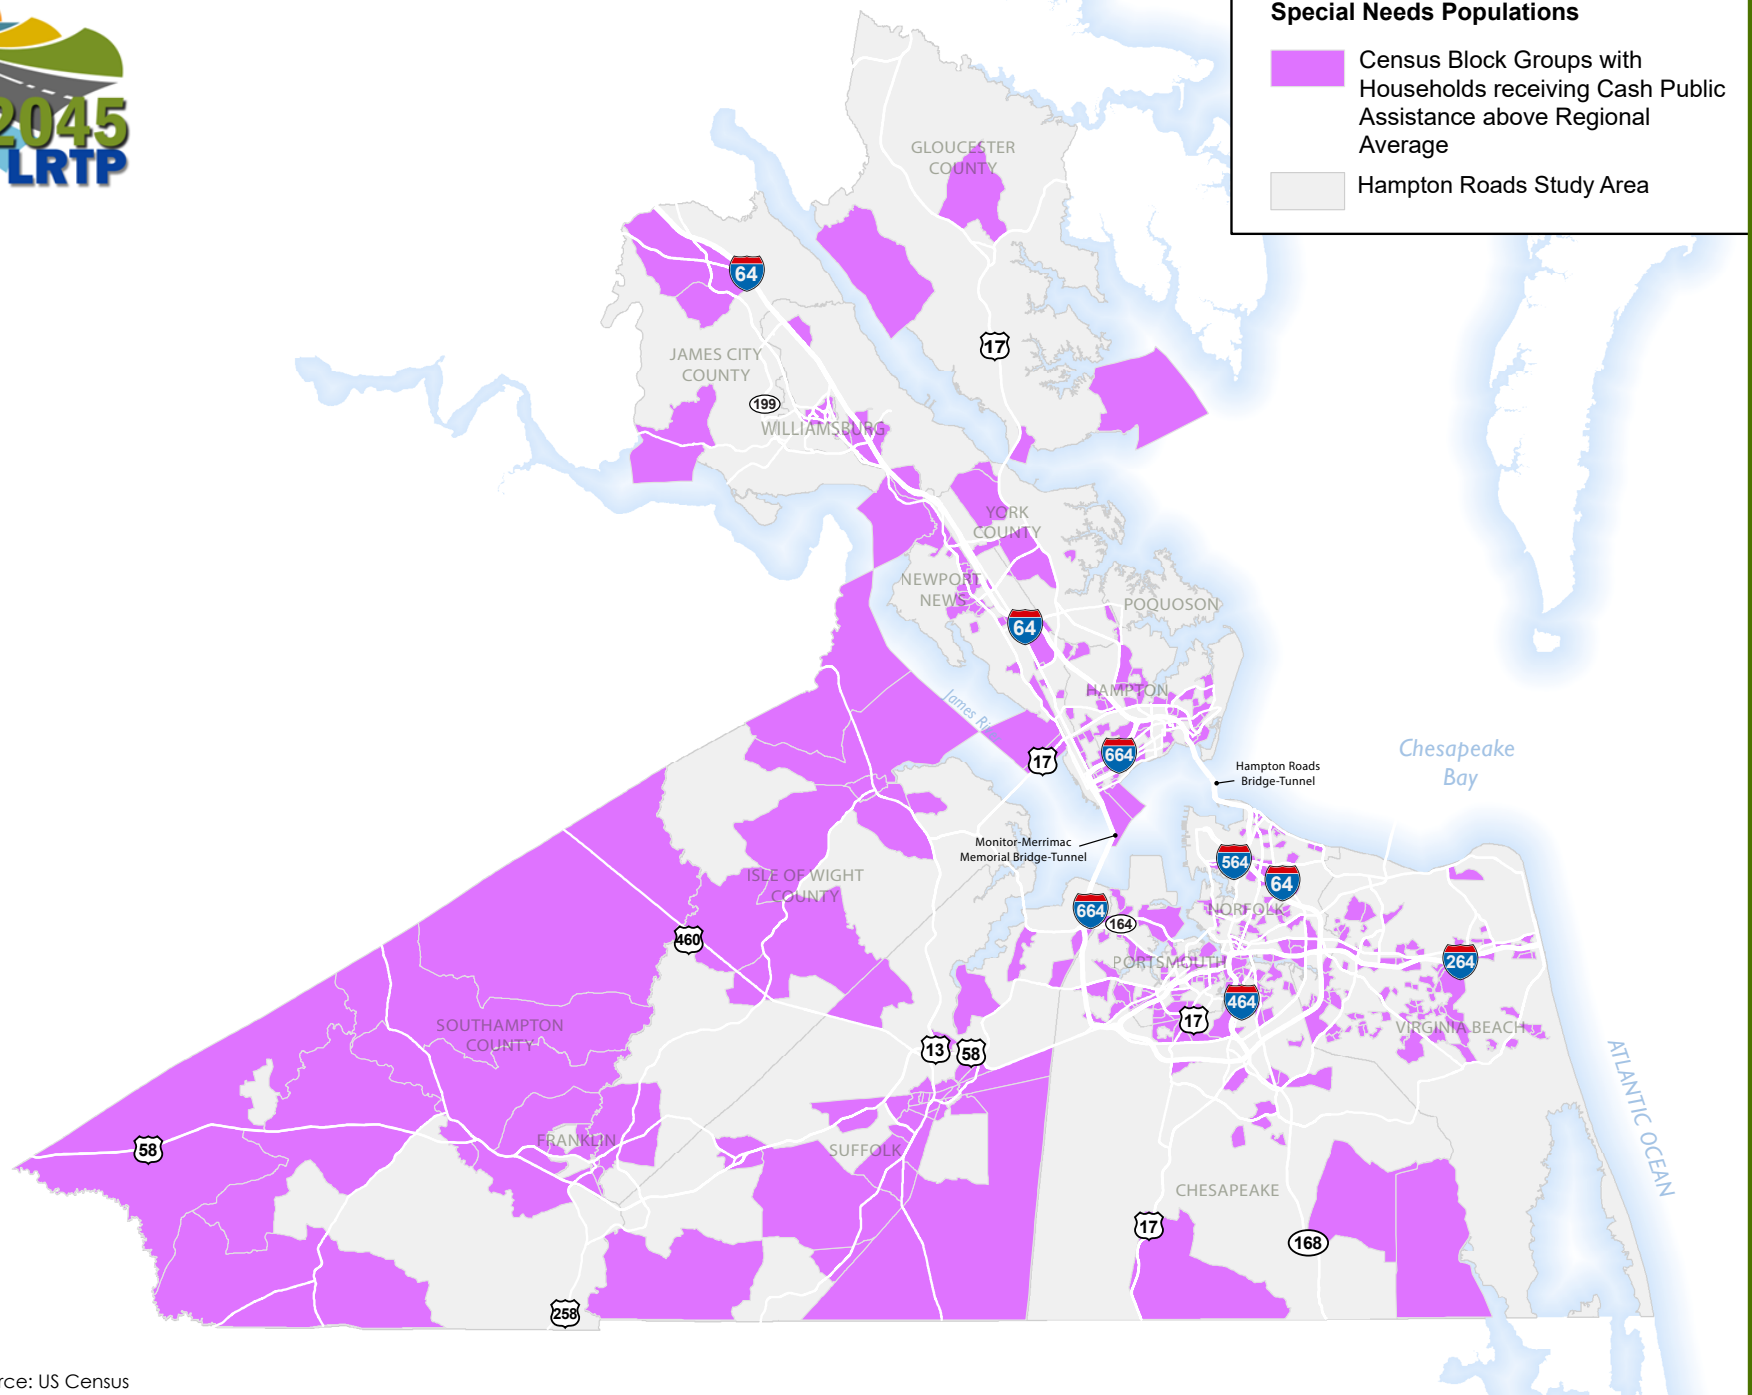 2045
LRTP
Special Needs Populations
Census Block Groups with
Households receiving Cash Public
Assistance above Regional
Average
Hampton Roads Study Area
GLOUCESTER
COUNTY
64
17
JAMES CITY
COUNTY
199
WILLIAMSBURG
YORK
COUNTY
NEWPORT
NEWS
POQUOSON
64
HAMPTON
James
17
664
Hampton Roads
Bridge-Tunnel
Chesapeake
Bay
Monitor-Merrimac
Memorial Bridge-Tunnel
564
64
ISLE OF WIGHT
COUNTY
664
164
NORFOLK
460
PORTSMOUTH
264
464
17
SOUTHAMPTON
COUNTY
VIRGINIA BEACH
13
58
ATLANTIC OCEAN
58
FRANKLIN
SUFFOLK
CHESAPEAKE
17
168
258
US Census